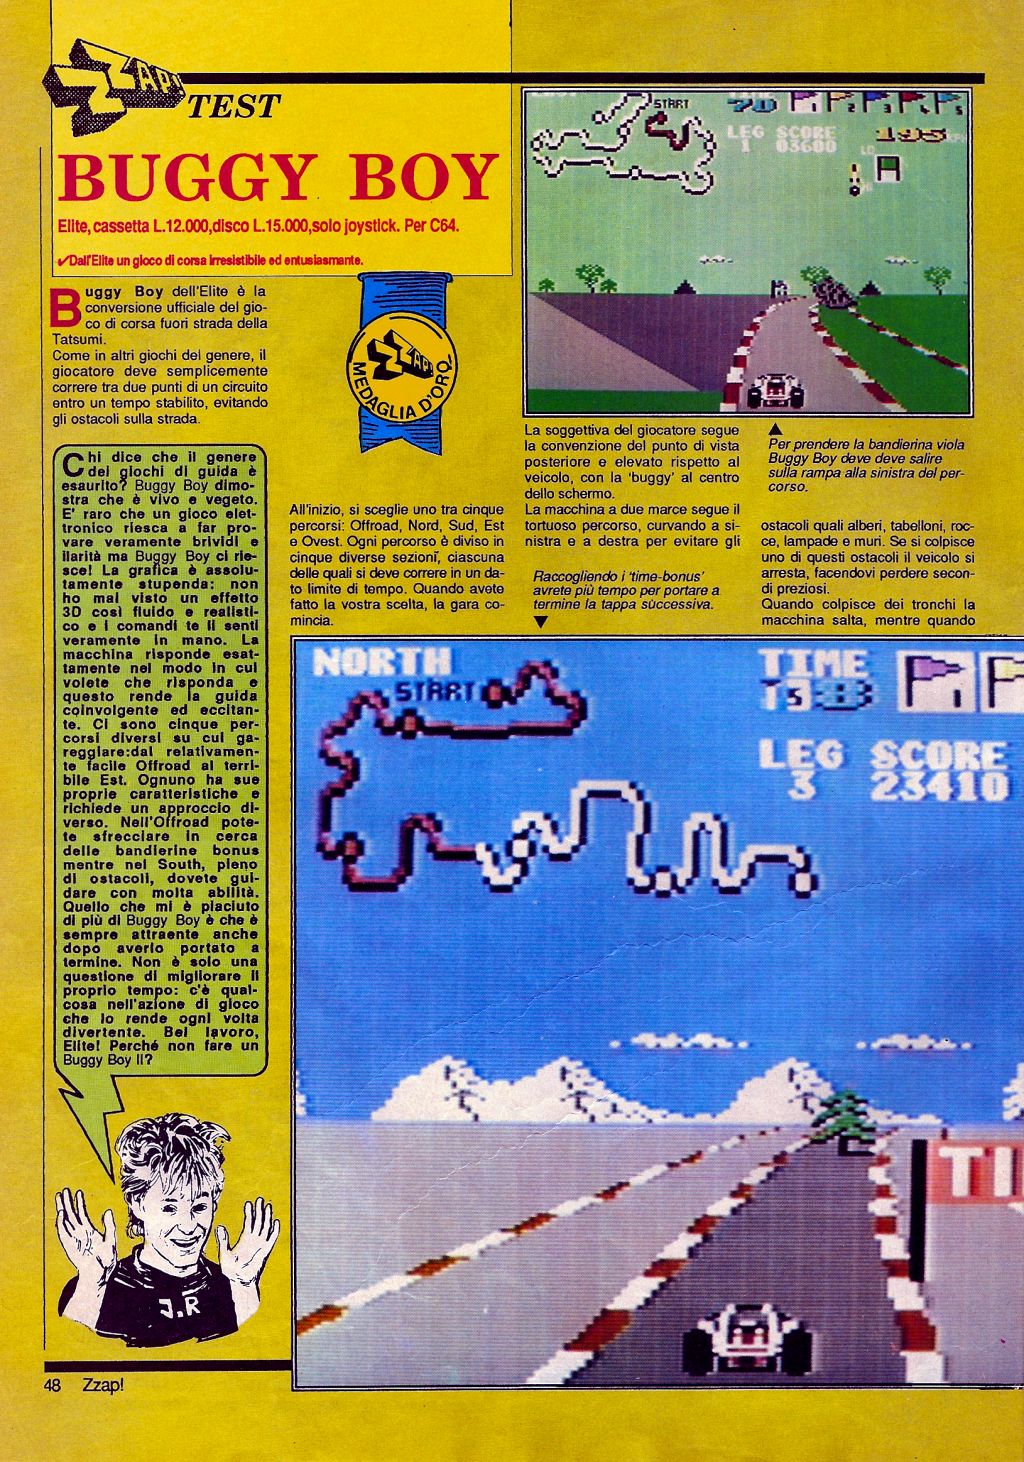 ZZAP!
TEST
BUGGY BOY
Elite, cassetta L.12.000,disco L.15.000,solo joystick. Per C64.
✓Dall'Elite un gioco di corsa irresistibile ed entusiasmante.
Buggy Boy dell'Elite è la
conversione ufficiale del gio-
co di corsa fuori strada della
Tatsumi.
Come in altri giochi del genere, il
giocatore deve semplicemente
correre tra due punti di un circuito
entro un tempo stabilito, evitando
gli ostacoli sulla strada.
Chi dice che il genere
dei giochi di guida è
esaurito? Buggy Boy dimo-
stra che è vivo e vegeto.
E' raro che un gioco elet-
tronico riesca a far pro-
vare veramente brividi e
ilarità ma Buggy Boy ci rie-
sce! La grafica è assolu-
tamente stupenda: non
ho mai visto un effetto
3D così fluido e realisti-
co e i comandi te li senti
veramente in mano. La
macchina risponde esat-
tamente nel modo in cui
volete che risponda e
questo rende la guida
coinvolgente ed eccitan-
te. Ci sono cinque per-
corsi diversi su cui ga-
reggiare:dal relativamen-
te facile Offroad al terri-
bile Est. Ognuno ha sue
proprie caratteristiche e
richiede un approccio di-
verso. Nell'Offroad pote-
te sfrecciare in cerca
delle bandierine bonus
mentre nel South, pieno
di ostacoli, dovete gui-
dare con molta abilità.
Quello che mi è piaciuto
di più di Buggy Boy è che è
sempre attraente anche
dopo averlo portato a
termine. Non è solo una
questione di migliorare il
proprio tempo: c'è qual-
cosa nell'azione di gioco
che lo rende ogni volta
divertente. Bel lavoro,
Elite! Perché non fare un
Buggy Boy II?
J.R
ZZAP!
MEDAGLIA D'ORO
All'inizio, si sceglie uno tra cinque
percorsi: Offroad, Nord, Sud, Est
e Ovest. Ogni percorso è diviso in
cinque diverse sezioni, ciascuna
delle quali si deve correre in un da-
to limite di tempo. Quando avete
fatto la vostra scelta, la gara co-
mincia.
START
70
1 2 3 4 5
LEG SCORE
1 03600
195
LO
La soggettiva del giocatore segue
la convenzione del punto di vista
posteriore e elevato rispetto al
veicolo, con la 'buggy' al centro
dello schermo.
La macchina a due marce segue il
tortuoso percorso, curvando a si-
nistra e a destra per evitare gli
Raccogliendo i 'time-bonus'
avrete più tempo per portare a
termine la tappa successiva.
▼
▲
Per prendere la bandierina viola
Buggy Boy deve deve salire
sulla rampa alla sinistra del per-
corso.
ostacoli quali alberi, tabelloni, roc-
ce, lampade e muri. Se si colpisce
uno di questi ostacoli il veicolo si
arresta, facendovi perdere secon-
di preziosi.
Quando colpisce dei tronchi la
macchina salta, mentre quando
NORTH
START
TIME
1
LEG SCORE
3 23410
TI
48 Zzap!